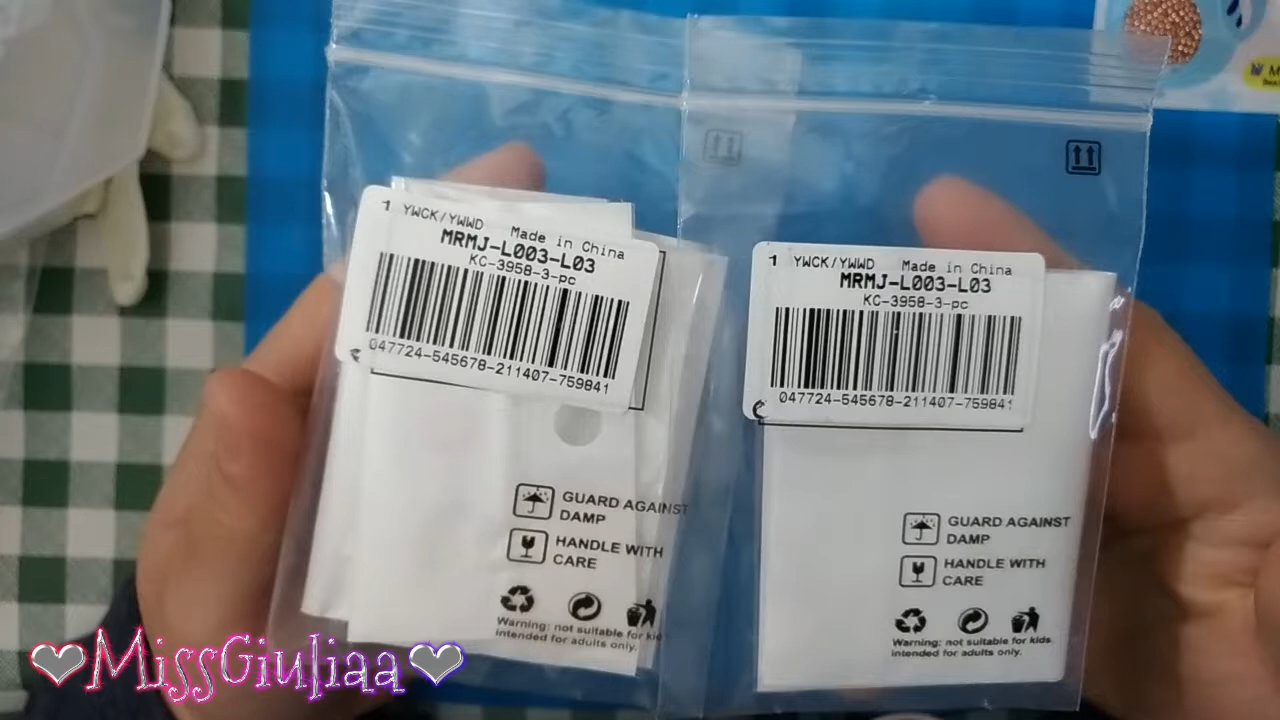 1 YWCK/YWWD Made in China
MRMJ-L003-L03
KC-3958-3-pc
047724-545678-211407-759841
GUARD AGAINST
DAMP
HANDLE WITH
CARE
Warning: not suitable for kid
intended for adults only.
1 YWCK/YWWD Made in China
MRMJ-L003-L03
KC-3958-3-pc
047724-545678-211407-759841
GUARD AGAINST
DAMP
HANDLE WITH
CARE
Warning: not suitable for kids.
intended for adults only.
MissGiuliaa